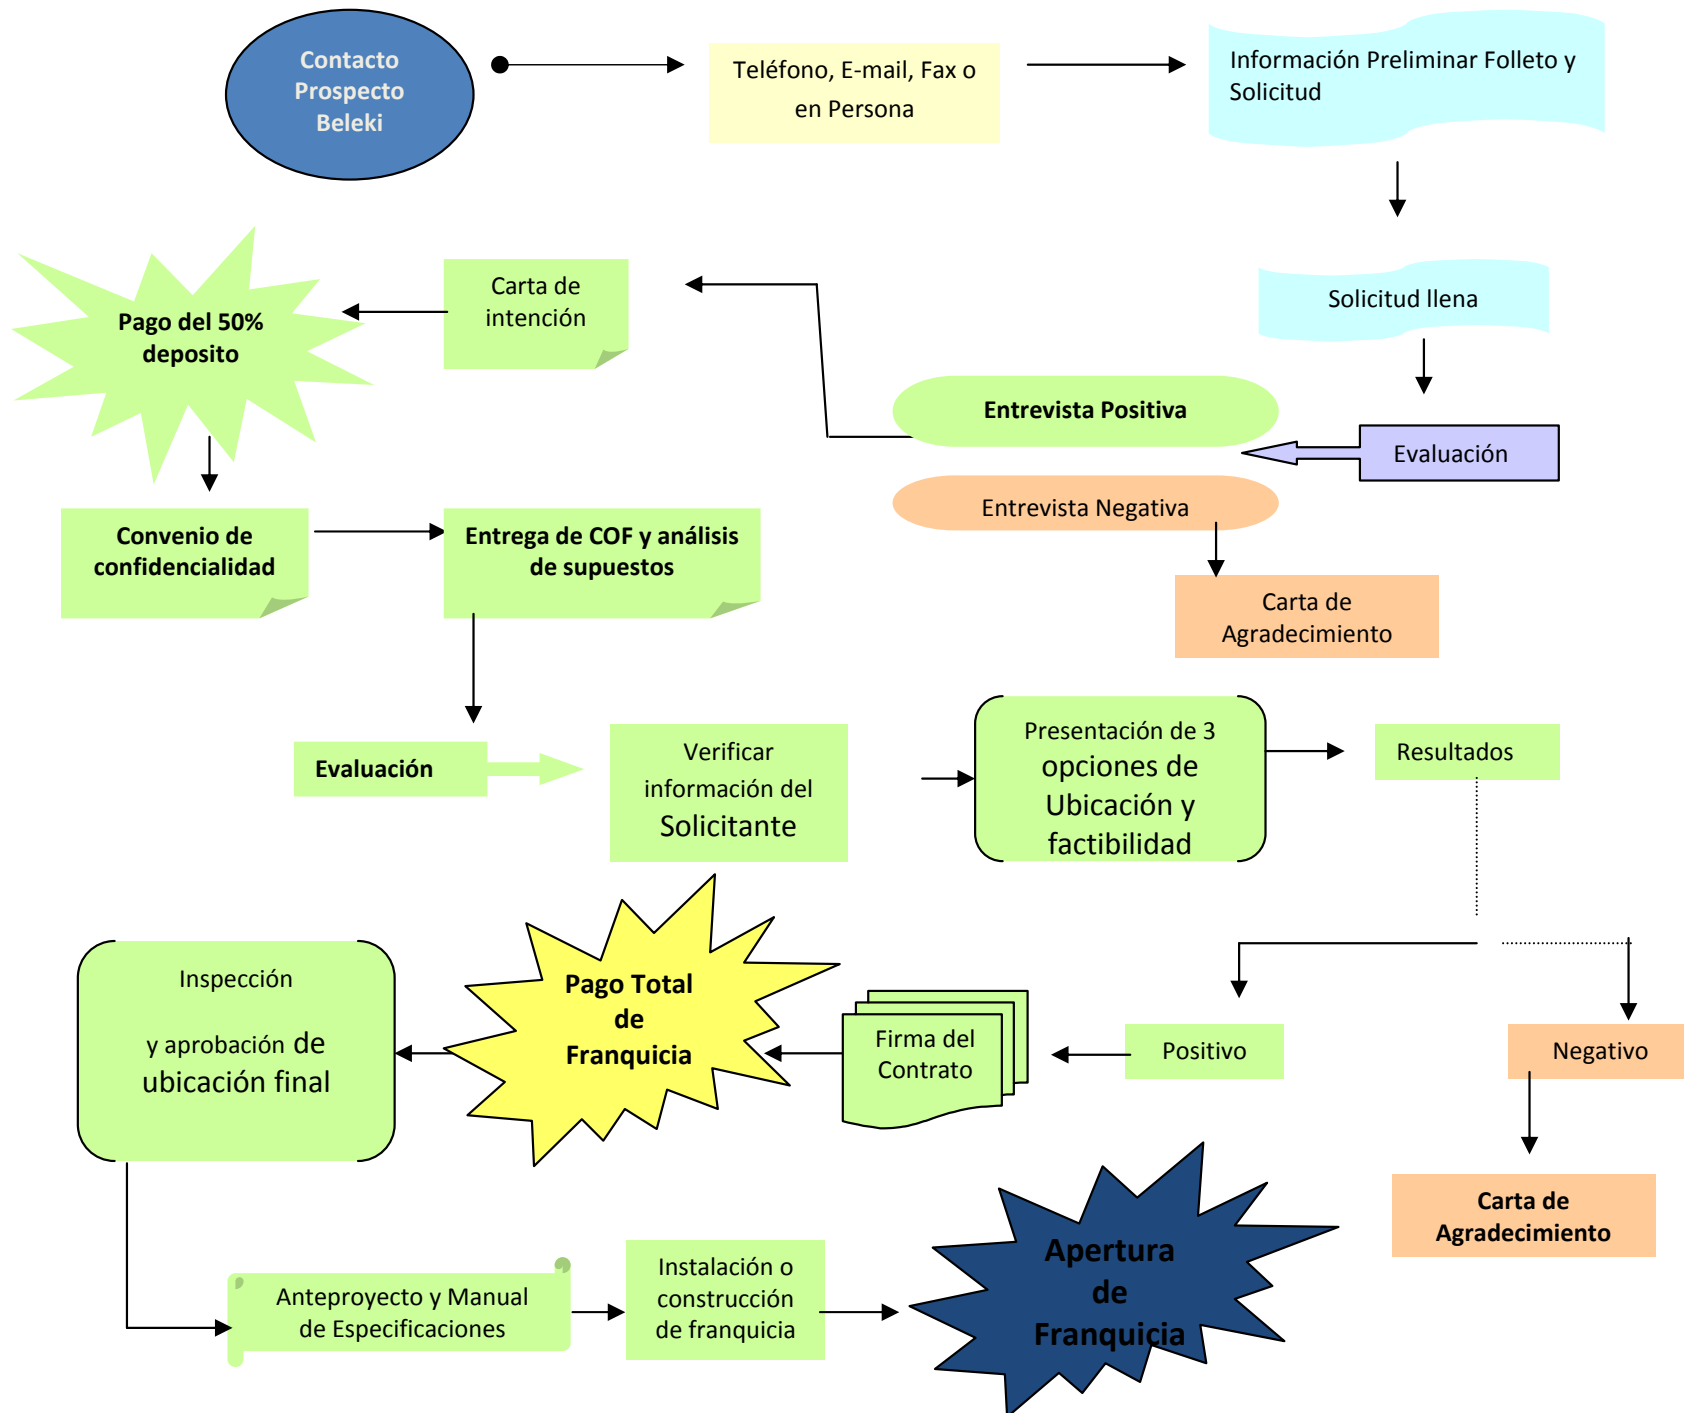 Contacto
Prospecto
Beleki
Teléfono, E-mail, Fax o
en Persona
Información Preliminar Folleto y
Solicitud
Solicitud llena
Carta de
intención
Pago del 50%
deposito
Entrevista Positiva
Evaluación
Entrevista Negativa
Convenio de
confidencialidad
Entrega de COF y análisis
de supuestos
Carta de
Agradecimiento
Evaluación
Verificar
información del
Solicitante
Presentación de 3
opciones de
Ubicación y
factibilidad
Resultados
Inspección
y aprobación de
ubicación final
Pago Total
de
Franquicia
Firma del
Contrato
Positivo
Negativo
Carta de
Agradecimiento
Anteproyecto y Manual
de Especificaciones
Instalación o
construcción
de franquicia
Apertura
de
Franquicia